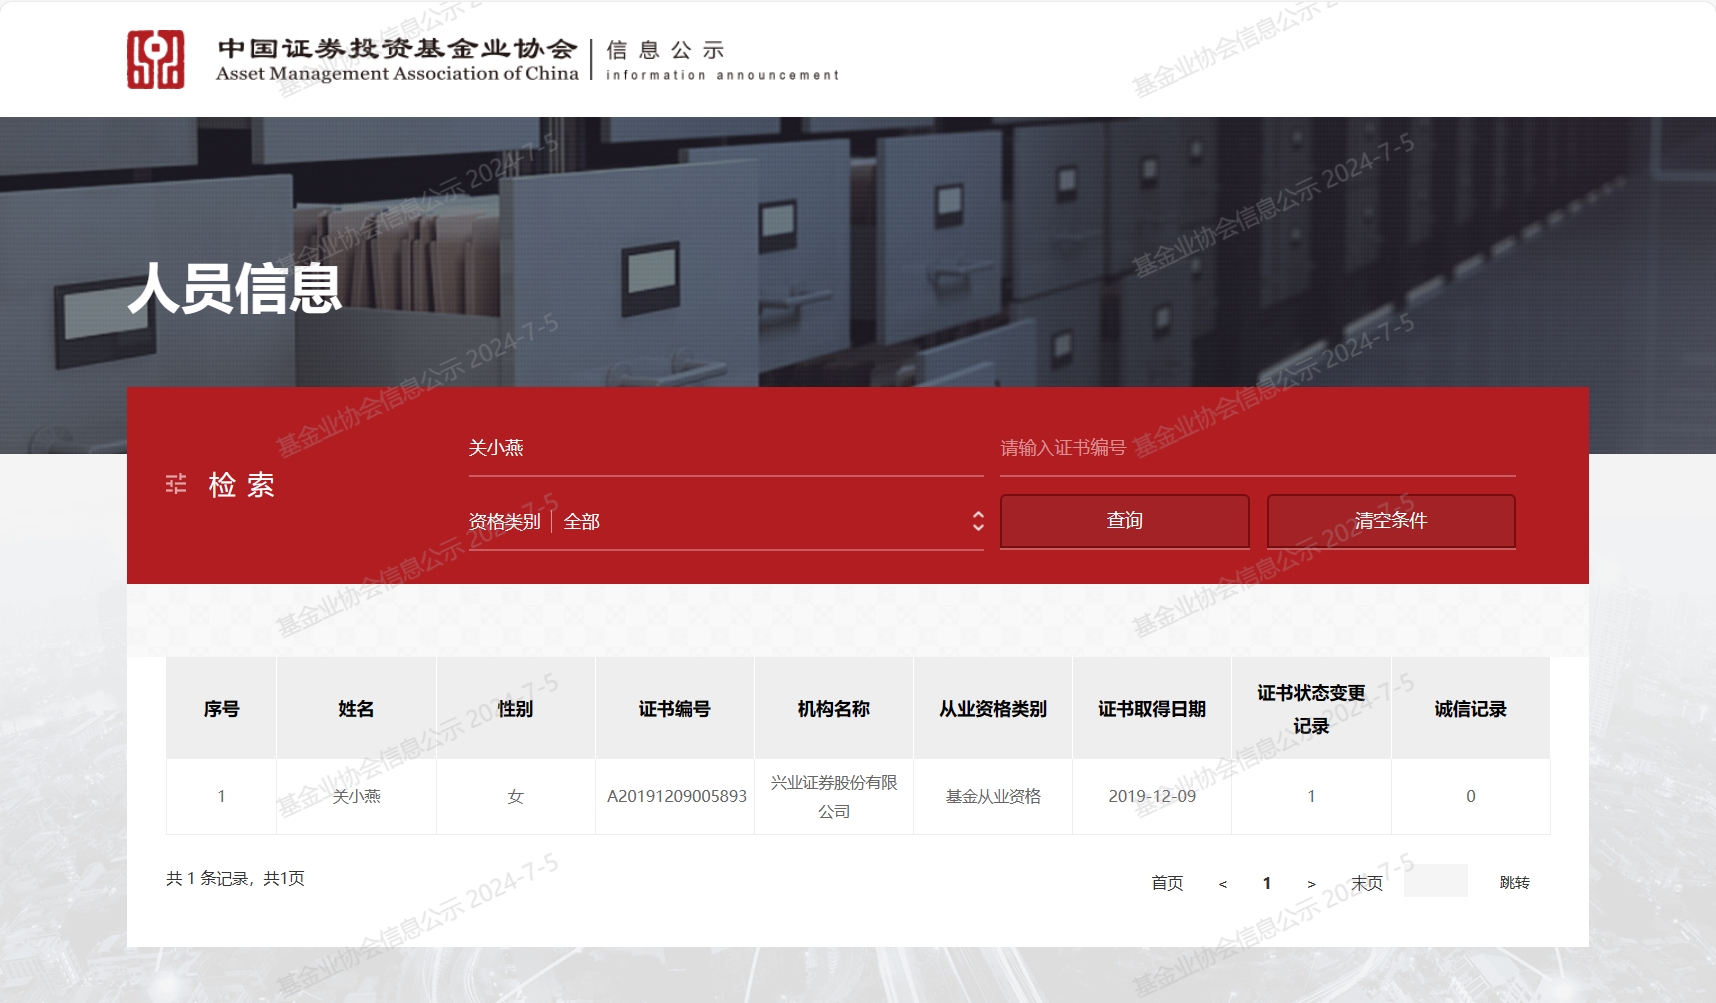 中国证券投资基金业协会 信息公示
Asset Management Association of China information announcement
人员信息
关小燕 请输入证书编号
检索
资格类别 全部 查询 清空条件
序号 姓名 性别 证书编号 机构名称 从业资格类别 证书取得日期 证书状态变更
记录 诚信记录
1 关小燕 女 A20191209005893 兴业证券股份有限
公司 基金从业资格 2019-12-09 1 0
共 1 条记录，共1页
首页 < 1 > 末页 跳转
基金业协会信息公示 2024-7-5